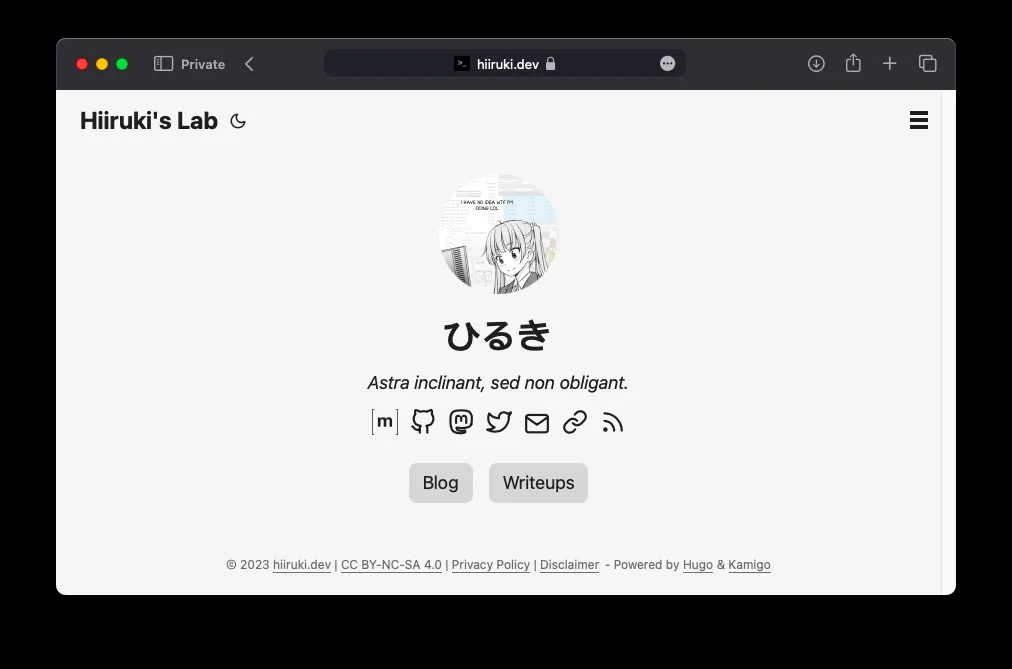 Private
>_ hiiruki.dev
Hiiruki's Lab
I HAVE NO IDEA WTF I'M
DOING LOL
ひるき
Astra inclinant, sed non obligant.
[m]
Blog
Writeups
© 2023 hiiruki.dev | CC BY-NC-SA 4.0 | Privacy Policy | Disclaimer - Powered by Hugo & Kamigo